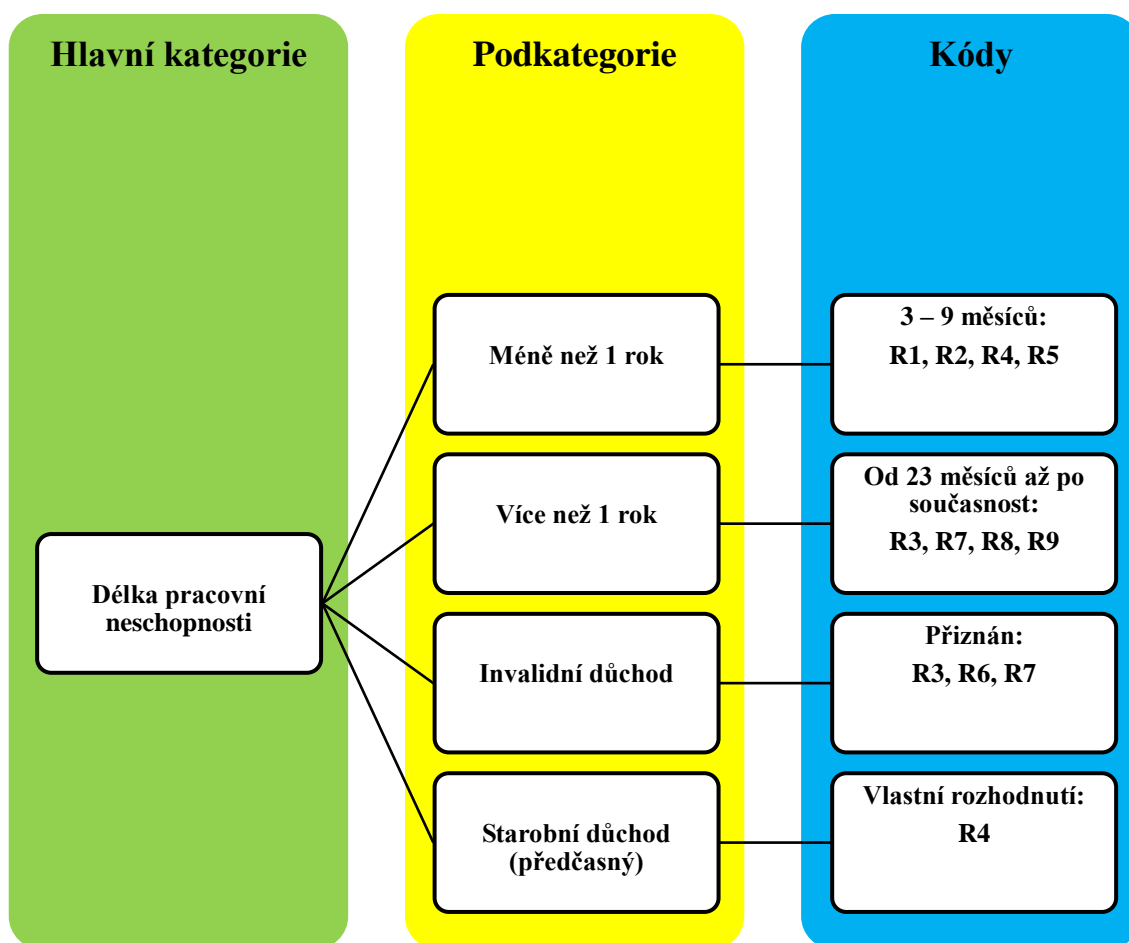 Hlavní kategorie
Podkategorie
Kódy
Délka pracovní
neschopnosti
Méně než 1 rok
3 – 9 měsíců:
R1, R2, R4, R5
Více než 1 rok
Od 23 měsíců až po
současnost:
R3, R7, R8, R9
Invalidní důchod
Přiznán:
R3, R6, R7
Starobní důchod
(předčasný)
Vlastní rozhodnutí:
R4